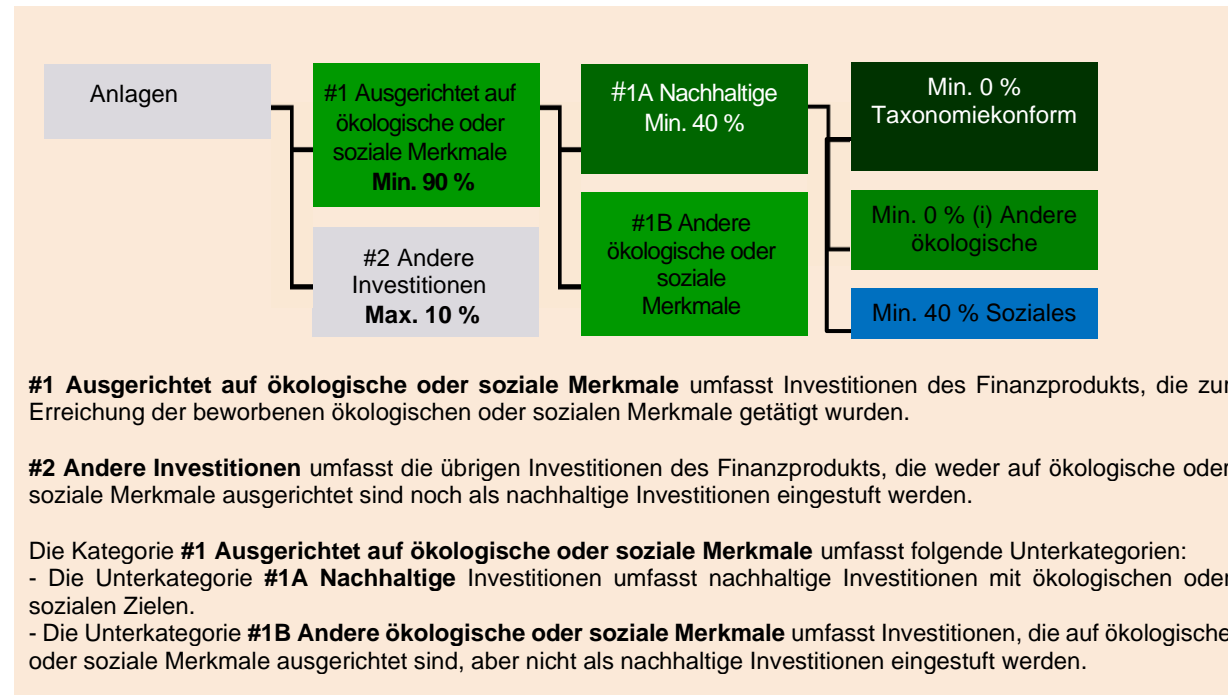 Anlagen
#1 Ausgerichtet auf
ökologische oder
soziale Merkmale
Min. 90 %
#2 Andere
Investitionen
Max. 10 %
#1A Nachhaltige
Min. 40 %
#1B Andere
ökologische oder
soziale
Merkmale
Min. 0 %
Taxonomiekonform
Min. 0 % (i) Andere
ökologische
Min. 40 % Soziales
#1 Ausgerichtet auf ökologische oder soziale Merkmale umfasst Investitionen des Finanzprodukts, die zur
Erreichung der beworbenen ökologischen oder sozialen Merkmale getätigt wurden.
#2 Andere Investitionen umfasst die übrigen Investitionen des Finanzprodukts, die weder auf ökologische oder
soziale Merkmale ausgerichtet sind noch als nachhaltige Investitionen eingestuft werden.
Die Kategorie #1 Ausgerichtet auf ökologische oder soziale Merkmale umfasst folgende Unterkategorien:
- Die Unterkategorie #1A Nachhaltige Investitionen umfasst nachhaltige Investitionen mit ökologischen oder
sozialen Zielen.
- Die Unterkategorie #1B Andere ökologische oder soziale Merkmale umfasst Investitionen, die auf ökologische
oder soziale Merkmale ausgerichtet sind, aber nicht als nachhaltige Investitionen eingestuft werden.